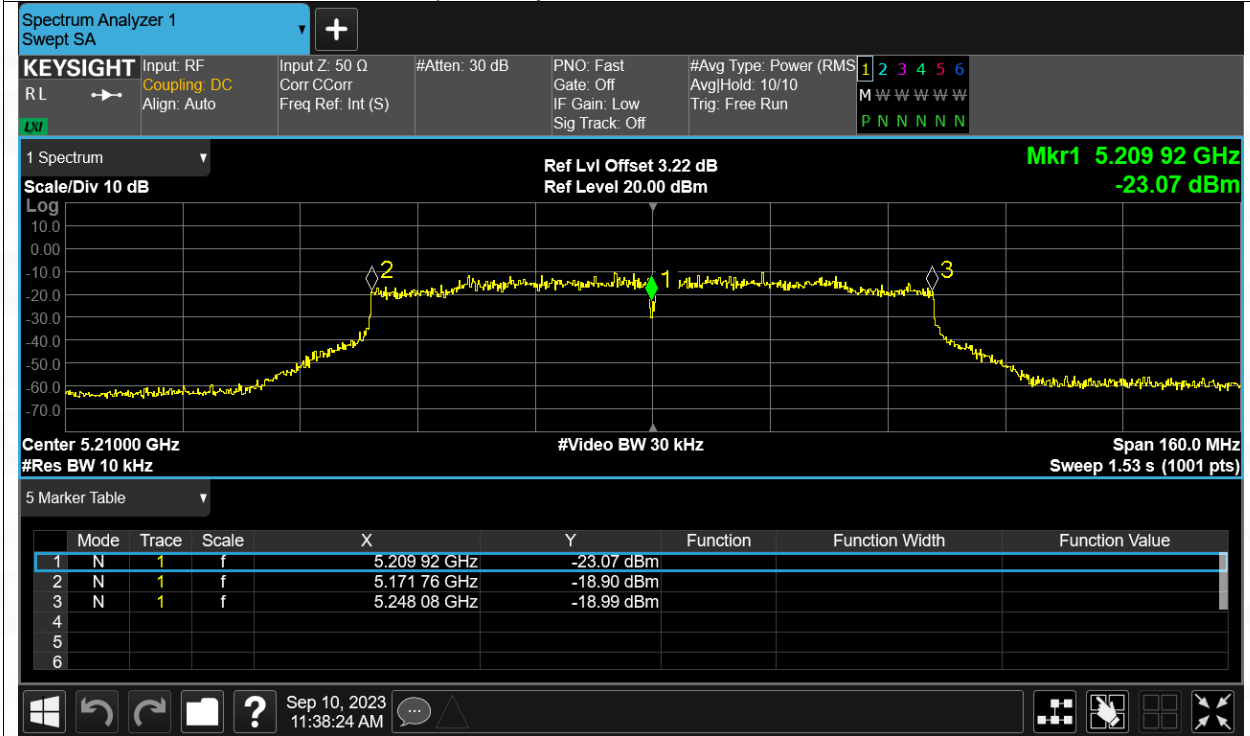 Spectrum Analyzer 1
Swept SA
+
KEYSIGHT Input: RF Input Z: 50 Ω #Atten: 30 dB PNO: Fast #Avg Type: Power (RMS 1 2 3 4 5 6
R L Coupling: DC Corr CCorr Gate: Off Avg|Hold: 10/10 M W W W W W
Align: Auto Freq Ref: Int (S) IF Gain: Low Trig: Free Run
LXI Sig Track: Off P N N N N N
1 Spectrum Ref Lvl Offset 3.22 dB Mkr1 5.209 92 GHz
Scale/Div 10 dB Ref Level 20.00 dBm -23.07 dBm
Log
10.0
0.00
-10.0
2 1 3
-20.0
-30.0
-40.0
-50.0
-60.0
-70.0
Center 5.21000 GHz #Video BW 30 kHz Span 160.0 MHz
#Res BW 10 kHz Sweep 1.53 s (1001 pts)
5 Marker Table
Mode Trace Scale X Y Function Function Width Function Value
1 N 1 f 5.209 92 GHz -23.07 dBm
2 N 1 f 5.171 76 GHz -18.90 dBm
3 N 1 f 5.248 08 GHz -18.99 dBm
4
5
6
? Sep 10, 2023
11:38:24 AM